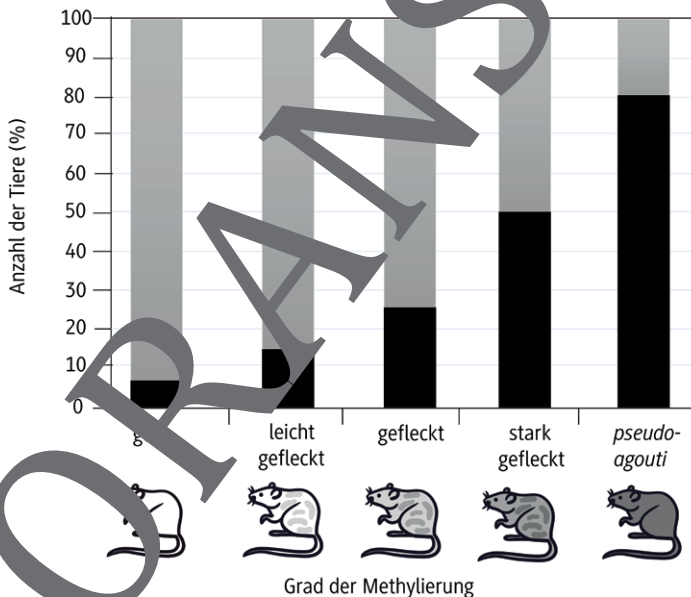 100
90
80
70
60
50
40
30
20
10
0
Anzahl der Tiere (%)
leicht gefleckt
gefleckt
stark gefleckt
pseudo-agouti
Grad der Methylierung